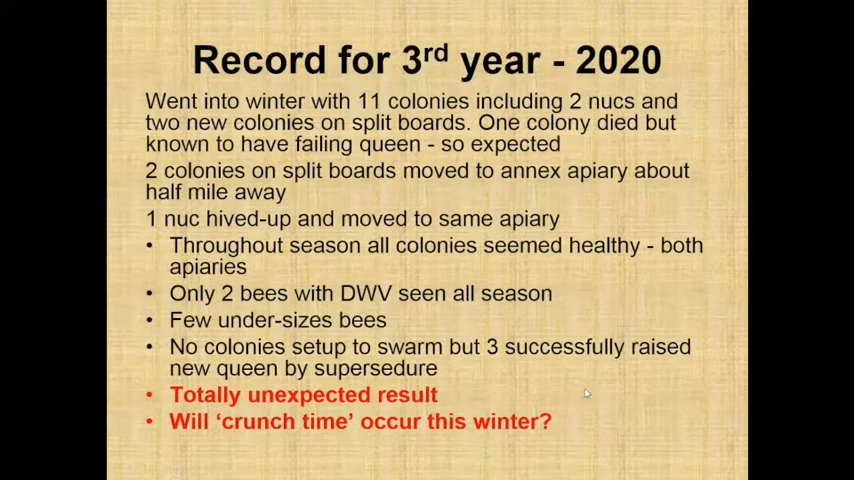 Record for 3rd year - 2020
Went into winter with 11 colonies including 2 nucs and
two new colonies on split boards. One colony died but
known to have failing queen - so expected
2 colonies on split boards moved to annex apiary about
half mile away
1 nuc hived-up and moved to same apiary
• Throughout season all colonies seemed healthy - both
apiaries
• Only 2 bees with DWV seen all season
• Few under-sizes bees
• No colonies setup to swarm but 3 successfully raised
new queen by supersedure
• Totally unexpected result
• Will ‘crunch time’ occur this winter?